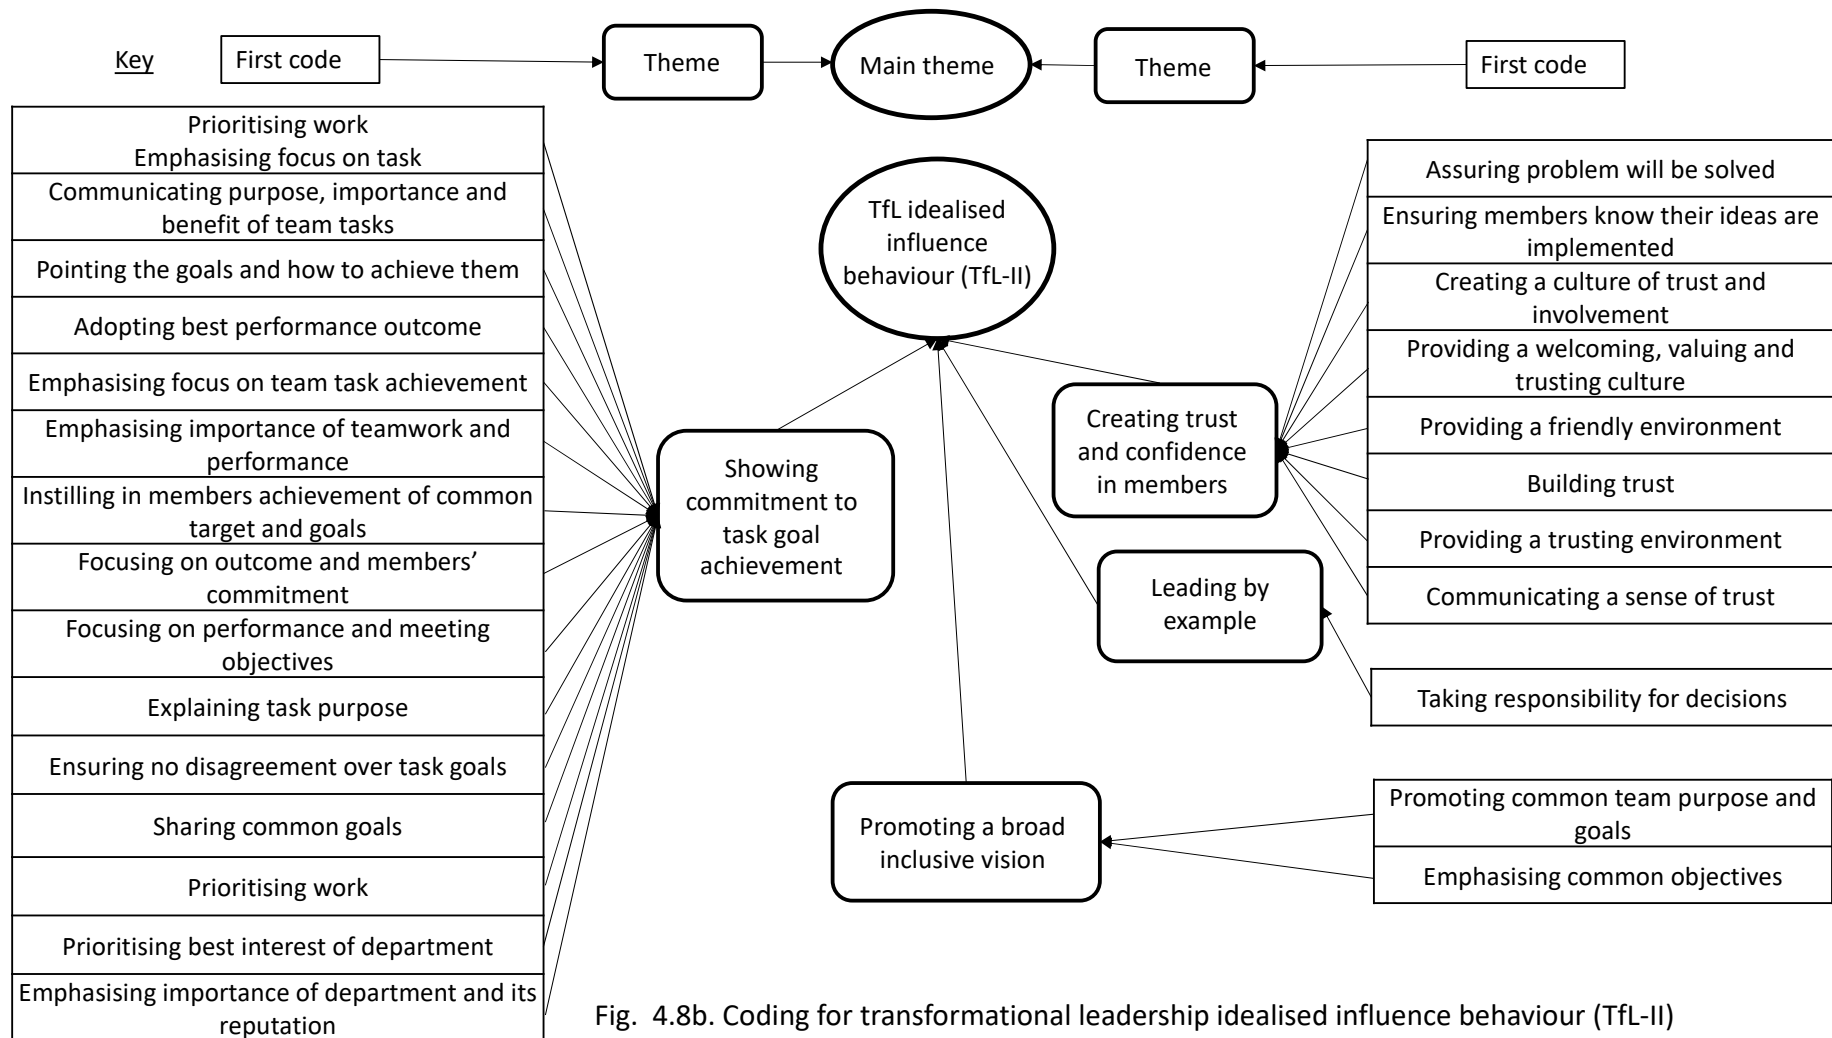 Key
First code
Theme
Main theme
Theme
First code
Prioritising work
Emphasising focus on task
Communicating purpose, importance and
benefit of team tasks
Pointing the goals and how to achieve them
Adopting best performance outcome
Emphasising focus on team task achievement
Emphasising importance of teamwork and
performance
Instilling in members achievement of common
target and goals
Focusing on outcome and members’
commitment
Focusing on performance and meeting
objectives
Explaining task purpose
Ensuring no disagreement over task goals
Sharing common goals
Prioritising work
Prioritising best interest of department
Emphasising importance of department and its
reputation
Showing
commitment to
task goal
achievement
TfL idealised
influence
behaviour (TfL-II)
Creating trust
and confidence
in members
Leading by
example
Promoting a broad
inclusive vision
Assuring problem will be solved
Ensuring members know their ideas are
implemented
Creating a culture of trust and
involvement
Providing a welcoming, valuing and
trusting culture
Providing a friendly environment
Building trust
Providing a trusting environment
Communicating a sense of trust
Taking responsibility for decisions
Promoting common team purpose and
goals
Emphasising common objectives
Fig. 4.8b. Coding for transformational leadership idealised influence behaviour (TfL-II)